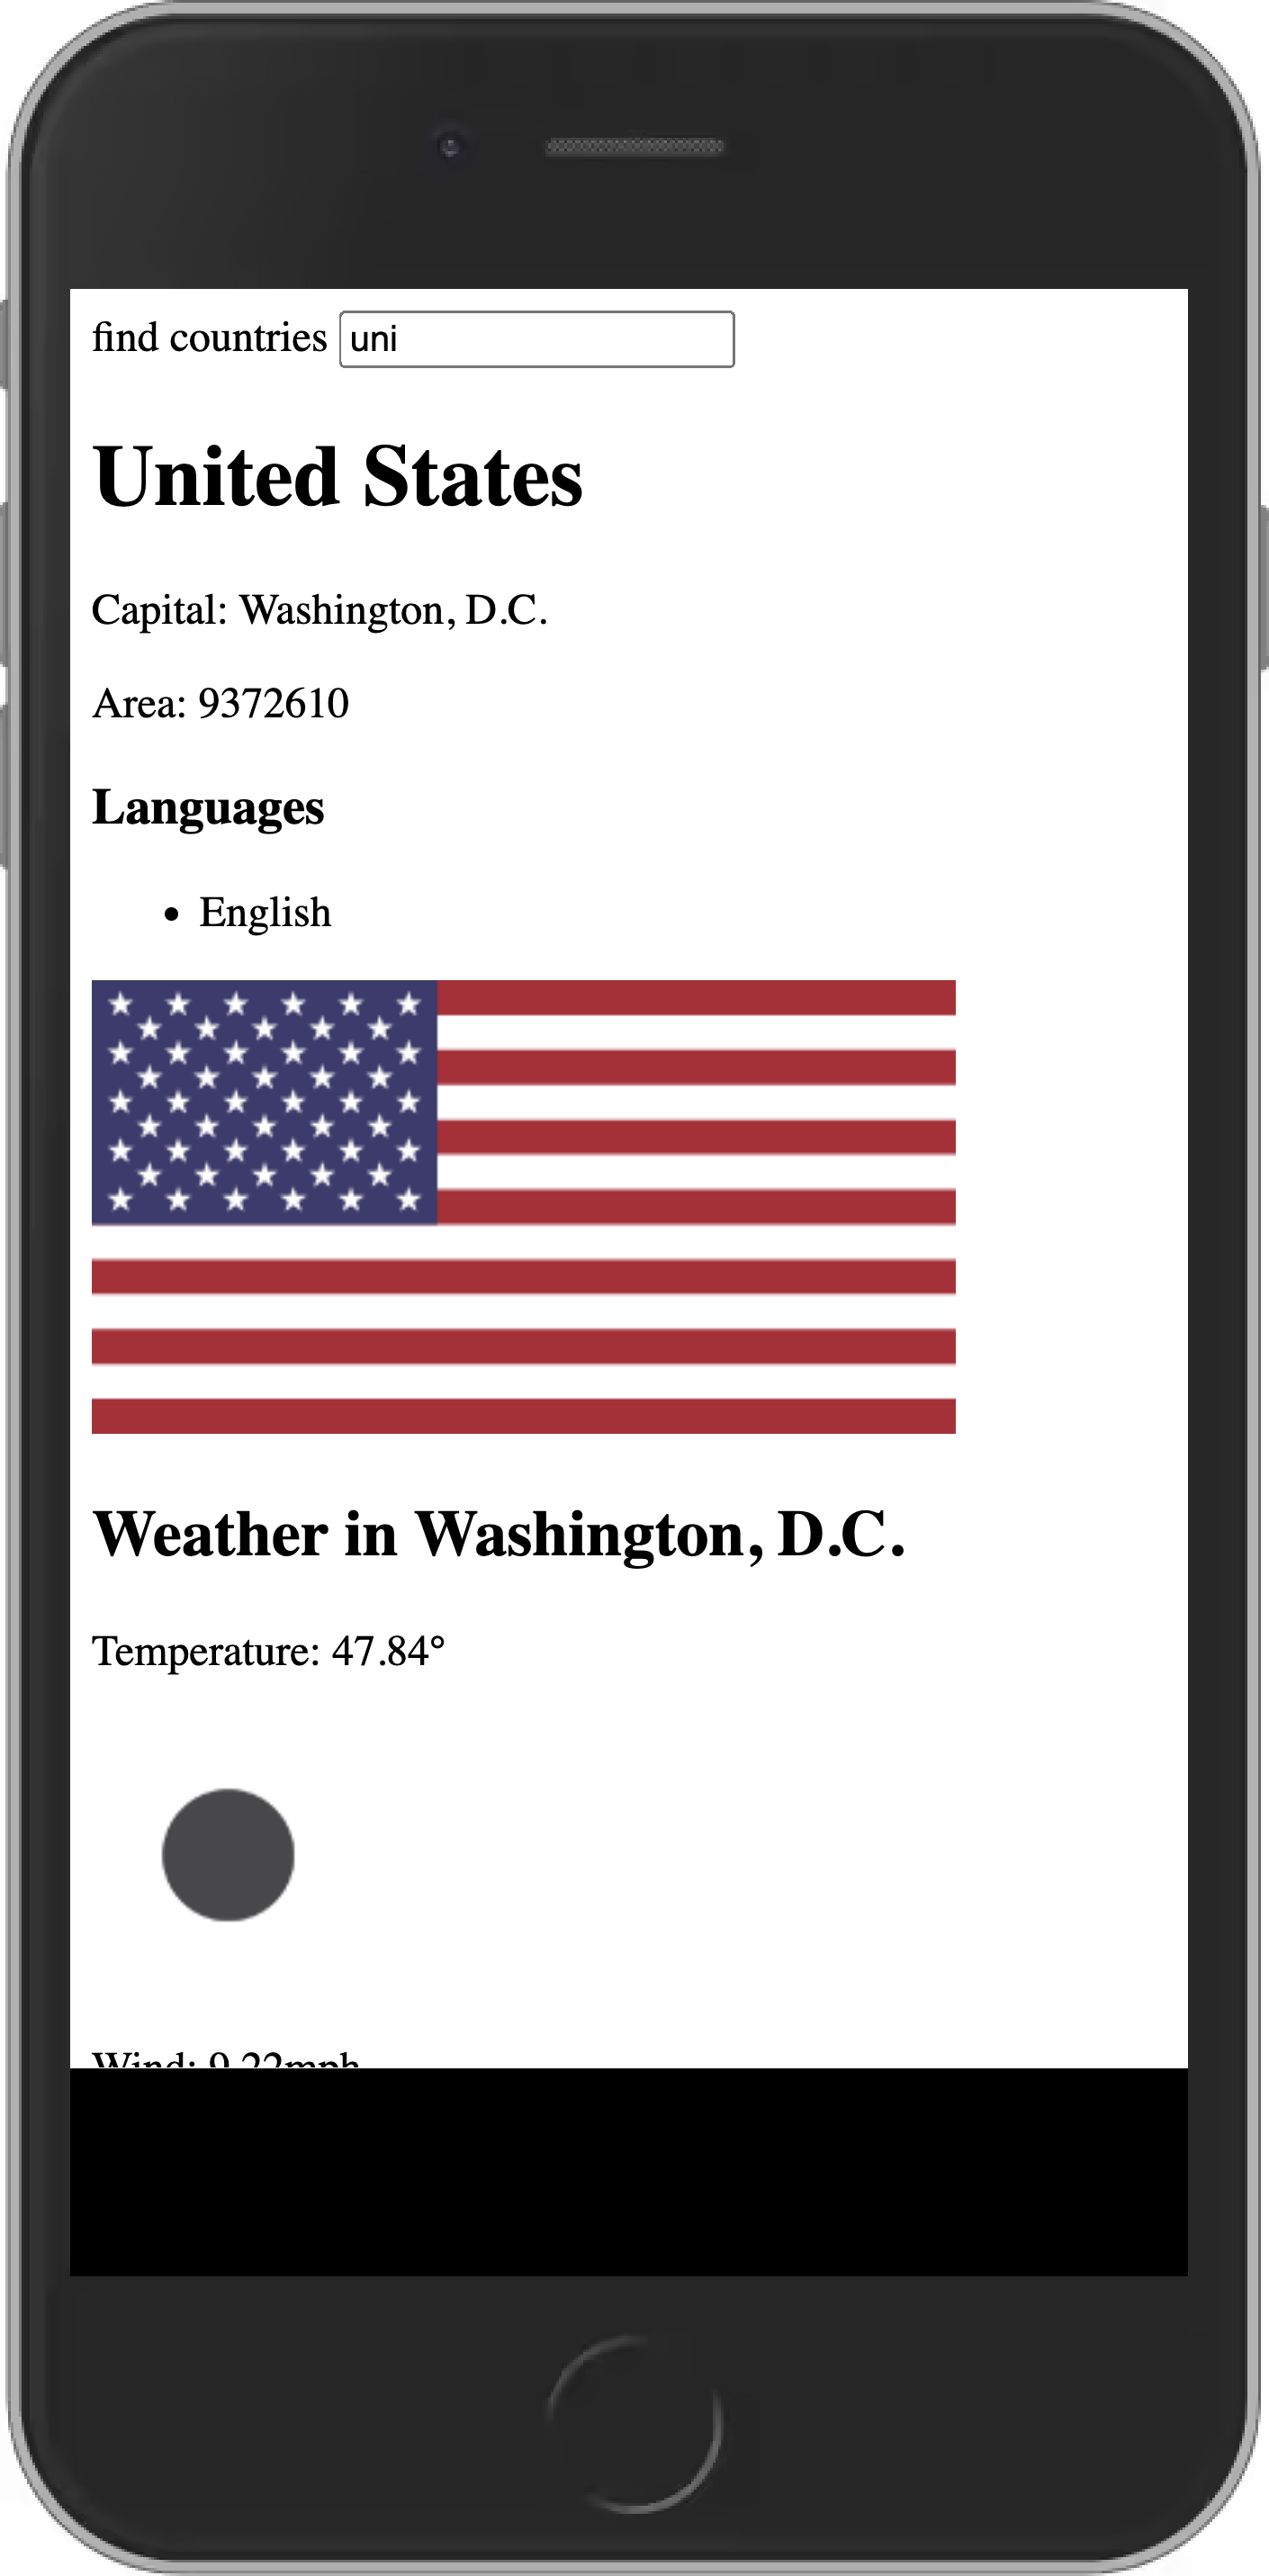 find countries uni
United States
Capital: Washington, D.C.
Area: 9372610
Languages
• English
Weather in Washington, D.C.
Temperature: 47.84°
Wind: 9.22mph